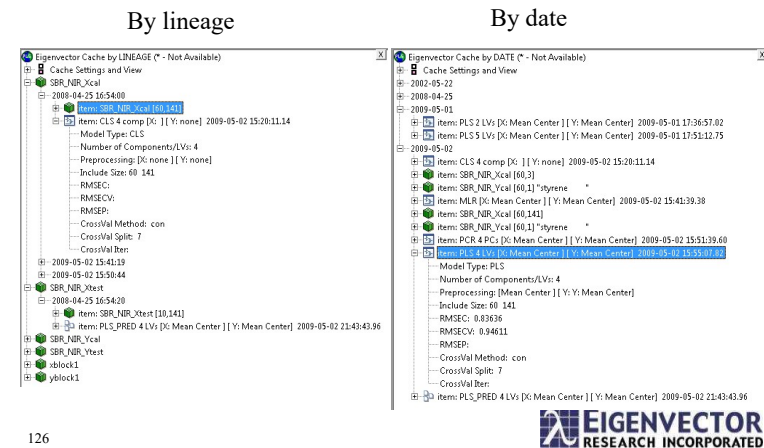 By lineage
Eigenvector Cache by LINEAGE (* - Not Available)
X
Cache Settings and View
SBR_NIR_Xcal
2008-04-25 16:54:00
item: SBR_NIR_Xcal [60,141]
item: CLS 4 comp [X: ] [ Y: none] 2009-05-02 15:20:11.14
Model Type: CLS
Number of Components/LVs: 4
Preprocessing: [X: none ] [ Y: none]
Include Size: 60 141
RMSEC:
RMSECV:
RMSEP:
CrossVal Method: con
CrossVal Split: 7
CrossVal Iter:
2009-05-02 15:41:19
2009-05-02 15:50:44
SBR_NIR_Xtest
2008-04-25 16:54:20
item: SBR_NIR_Xtest [10,141]
item: PLS_PRED 4 LVs [X: Mean Center ] [ Y: Mean Center] 2009-05-02 21:43:43.96
SBR_NIR_Ycal
SBR_NIR_Ytest
xblock1
yblock1
By date
Eigenvector Cache by DATE (* - Not Available)
X
Cache Settings and View
2002-05-22
2008-04-25
2009-05-01
item: PLS 2 LVs [X: Mean Center ] [ Y: Mean Center] 2009-05-01 17:36:57.02
item: PLS 5 LVs [X: Mean Center ] [ Y: Mean Center] 2009-05-01 17:51:12.75
2009-05-02
item: CLS 4 comp [X: ] [ Y: none] 2009-05-02 15:20:11.14
item: SBR_NIR_Xcal [60,3]
item: SBR_NIR_Ycal [60,1] "styrene "
item: MLR [X: Mean Center ] [ Y: Mean Center] 2009-05-02 15:41:39.38
item: SBR_NIR_Xcal [60,141]
item: SBR_NIR_Ycal [60,1] "styrene "
item: PCR 4 PCs [X: Mean Center ] [ Y: Mean Center] 2009-05-02 15:51:39.60
item: PLS 4 LVs [X: Mean Center ] [ Y: Mean Center] 2009-05-02 15:55:07.82
Model Type: PLS
Number of Components/LVs: 4
Preprocessing: [Mean Center ] [ Y: Y: Mean Center]
Include Size: 60 141
RMSEC: 0.83636
RMSECV: 0.94611
RMSEP:
CrossVal Method: con
CrossVal Split: 7
CrossVal Iter:
item: PLS_PRED 4 LVs [X: Mean Center ] [ Y: Mean Center] 2009-05-02 21:43:43.96
126
EIGENVECTOR
RESEARCH INCORPORATED